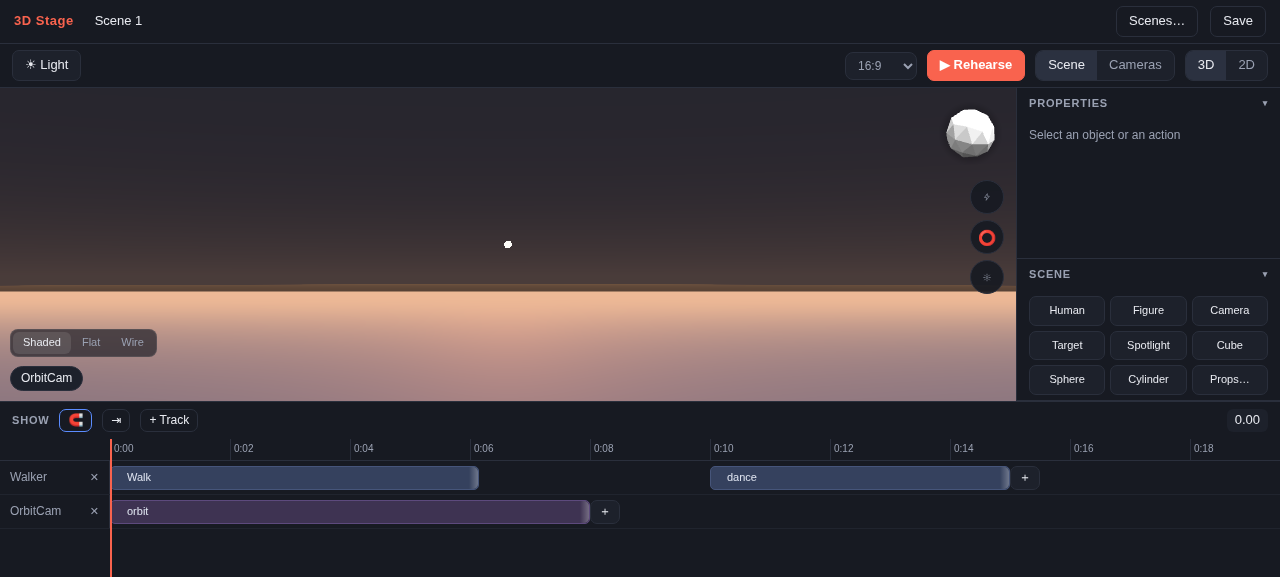 3D Stage
Scene 1
Scenes…
Save
☀ Light
16:9
▶ Rehearse
Scene
Cameras
3D
2D
PROPERTIES
Select an object or an action
Shaded
Flat
Wire
OrbitCam
SCENE
Human
Figure
Camera
Target
Spotlight
Cube
Sphere
Cylinder
Props…
SHOW
+ Track
0.00
0:00 0:02 0:04 0:06 0:08 0:10 0:12 0:14 0:16 0:18
Walker × Walk dance +
OrbitCam × orbit +